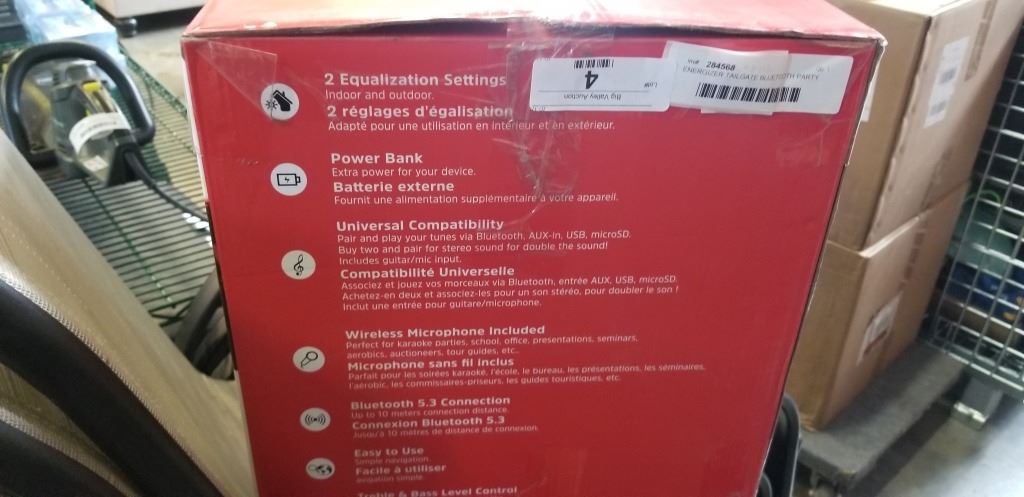 2 Equalization Settings
Indoor and outdoor.
2 réglages d'égalisation
Adapté pour une utilisation en intérieur et en extérieur.
Lot#
4
Big Valley Auction
Inv# 284568
ENERGIZER TAILGATE BLUETOOTH PARTY
Power Bank
Extra power for your device.
Batterie externe
Fournit une alimentation supplémentaire à votre appareil.
Universal Compatibility
Pair and play your tunes via Bluetooth, AUX-in, USB, microSD.
Buy two and pair for stereo sound for double the sound!
Includes guitar/mic input.
Compatibilité Universelle
Associez et jouez vos morceaux via Bluetooth, entrée AUX, USB, microSD.
Achetez-en deux et associez-les pour un son stéréo, pour doubler le son !
Inclut une entrée pour guitare/microphone.
Wireless Microphone Included
Perfect for karaoke parties, school, office, presentations, seminars,
aerobics, auctioneers, tour guides, etc.
Microphone sans fil inclus
Parfait pour les soirées karaoké, l'école, le bureau, les présentations, les séminaires,
l'aérobic, les commissaires-priseurs, les guides touristiques, etc.
Bluetooth 5.3 Connection
Up to 10 meters connection distance.
Connexion Bluetooth 5.3
Jusqu'à 10 mètres de distance de connexion.
Easy to Use
Simple navigation.
Facile à utiliser
avigation simple.
Treble & Bass Level Control